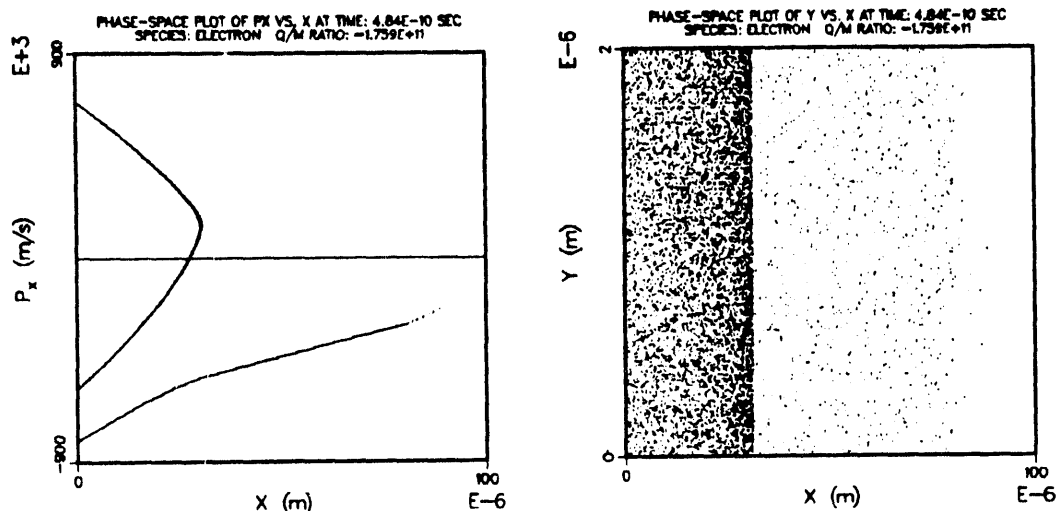 PHASE-SPACE PLOT OF PX VS. X AT TIME: 4.84E-10 SEC
SPECIES: ELECTRON Q/M RATIO: -1.759E+11
E+3
900
P_x (m/s)
-900
0
100
X (m)
E-6
PHASE-SPACE PLOT OF Y VS. X AT TIME: 4.84E-10 SEC
SPECIES: ELECTRON Q/M RATIO: -1.759E+11
E-6
2
Y (m)
0
0
100
X (m)
E-6